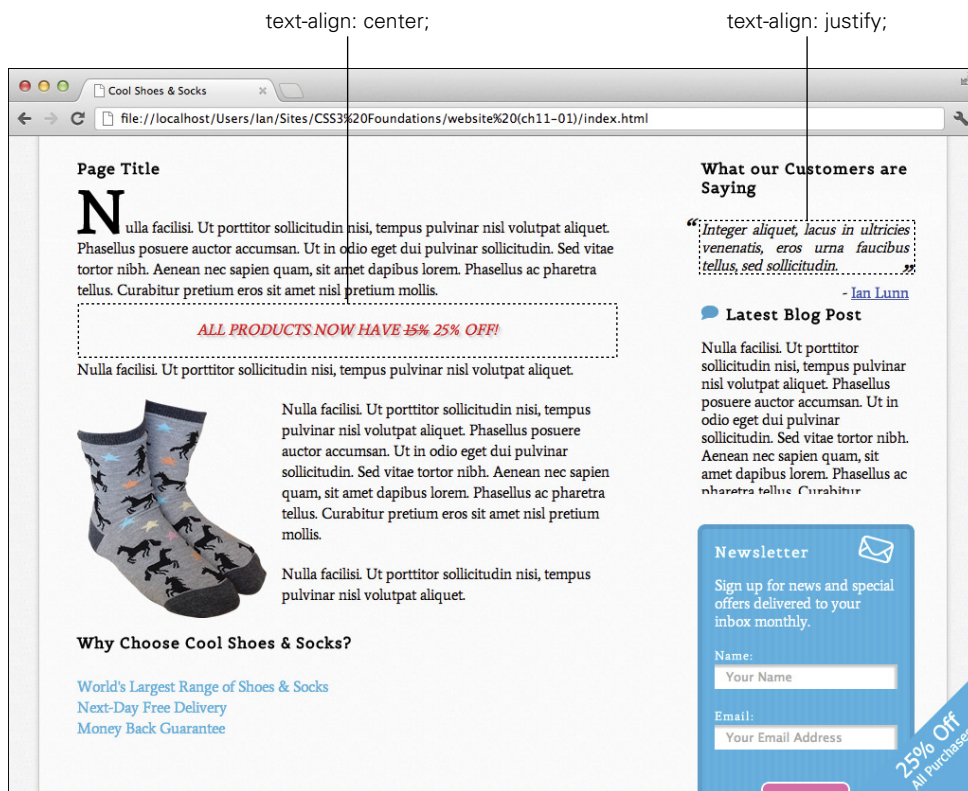 text-align: center;
text-align: justify;
Cool Shoes & Socks
file://localhost/Users/Ian/Sites/CSS3%20Foundations/website%20(ch11-01)/index.html
Page Title
Nulla facilisi. Ut porttitor sollicitudin nisi, tempus pulvinar nisl volutpat aliquet.
Phasellus posuere auctor accumsan. Ut in odio eget dui pulvinar sollicitudin. Sed vitae
tortor nibh. Aenean nec sapien quam, sit amet dapibus lorem. Phasellus ac pharetra
tellus. Curabitur pretium eros sit amet nisl pretium mollis.
ALL PRODUCTS NOW HAVE 15% 25% OFF!
Nulla facilisi. Ut porttitor sollicitudin nisi, tempus pulvinar nisl volutpat aliquet.
Nulla facilisi. Ut porttitor sollicitudin nisi, tempus
pulvinar nisl volutpat aliquet. Phasellus posuere
auctor accumsan. Ut in odio eget dui pulvinar
sollicitudin. Sed vitae tortor nibh. Aenean nec sapien
quam, sit amet dapibus lorem. Phasellus ac pharetra
tellus. Curabitur pretium eros sit amet nisl pretium
mollis.
Nulla facilisi. Ut porttitor sollicitudin nisi, tempus
pulvinar nisl volutpat aliquet.
Why Choose Cool Shoes & Socks?
World's Largest Range of Shoes & Socks
Next-Day Free Delivery
Money Back Guarantee
What our Customers are
Saying
“ Integer aliquet, lacus in ultricies
venenatis, eros urna faucibus
tellus, sed sollicitudin. ”
- Ian Lunn
Latest Blog Post
Nulla facilisi. Ut porttitor
sollicitudin nisi, tempus pulvinar
nisl volutpat aliquet. Phasellus
posuere auctor accumsan. Ut in
odio eget dui pulvinar
sollicitudin. Sed vitae tortor nibh.
Aenean nec sapien quam, sit
amet dapibus lorem. Phasellus ac
pharetra tellus. Curabitur
Newsletter
Sign up for news and special
offers delivered to your
inbox monthly.
Name:
Your Name
Email:
Your Email Address
25% Off
All Purchases